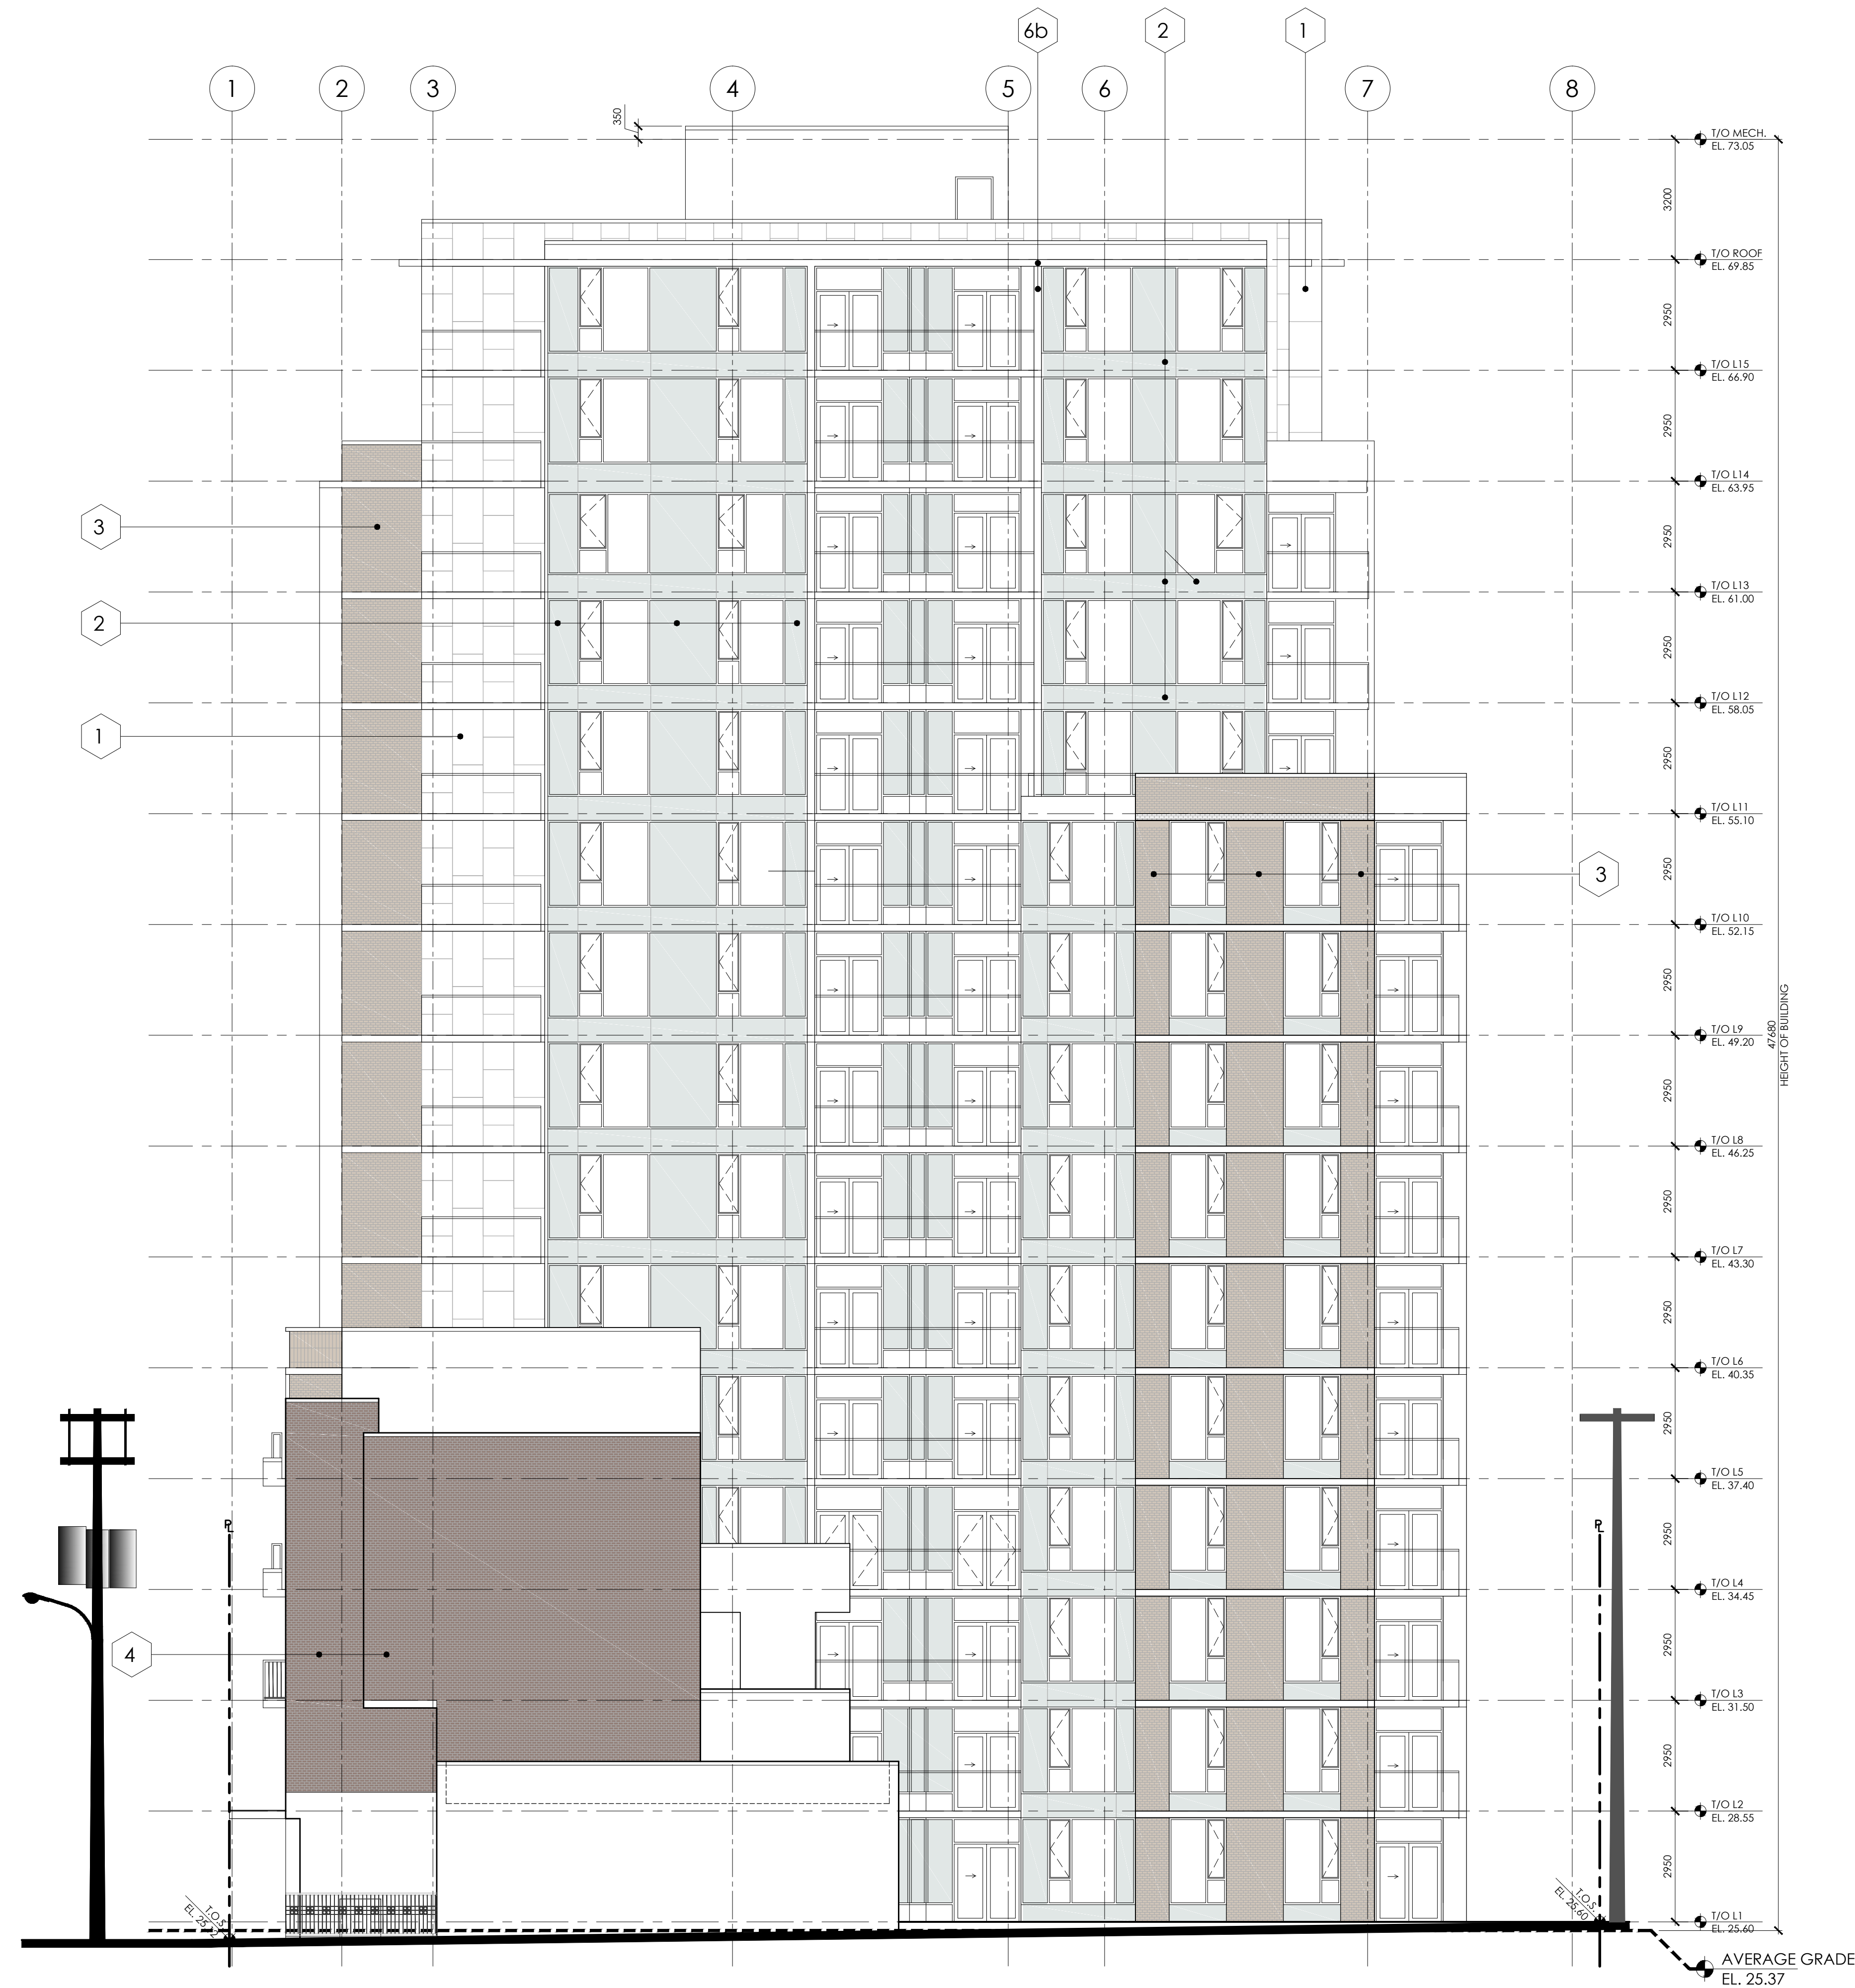 6b
2
1
1
2
3
4
5
6
7
8
350
T/O MECH.
EL. 73.05
3200
T/O ROOF
EL. 69.85
2950
T/O L15
EL. 66.90
2950
T/O L14
EL. 63.95
3
2950
T/O L13
EL. 61.00
2
2950
T/O L12
EL. 58.05
1
2950
T/O L11
EL. 55.10
3
2950
T/O L10
EL. 52.15
2950
T/O L9
EL. 49.20
47680
HEIGHT OF BUILDING
2950
T/O L8
EL. 46.25
2950
T/O L7
EL. 43.30
2950
T/O L6
EL. 40.35
2950
T/O L5
EL. 37.40
PL
PL
2950
T/O L4
EL. 34.45
4
2950
T/O L3
EL. 31.50
2950
T/O L2
EL. 28.55
2950
T.O.S.
T.O.S.
EL. 25.60
T/O L1
EL. 25.60
AVERAGE GRADE
EL. 25.37